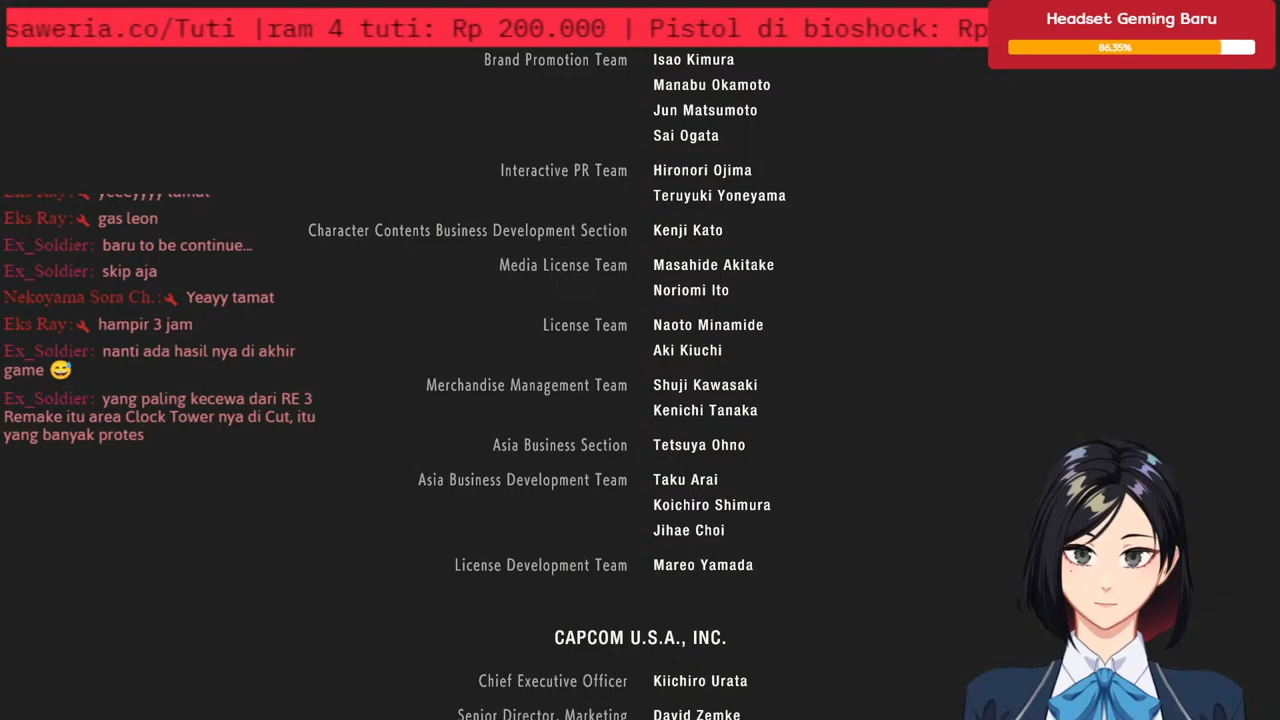 saweria.co/Tuti |ram 4 tuti: Rp 200.000 | Pistol di bioshock: Rp
Headset Geming Baru
86.35%
Brand Promotion Team Isao Kimura
Manabu Okamoto
Jun Matsumoto
Sai Ogata
Interactive PR Team Hironori Ojima
Teruyuki Yoneyama
Character Contents Business Development Section Kenji Kato
Media License Team Masahide Akitake
Noriomi Ito
License Team Naoto Minamide
Aki Kiuchi
Merchandise Management Team Shuji Kawasaki
Kenichi Tanaka
Asia Business Section Tetsuya Ohno
Asia Business Development Team Taku Arai
Koichiro Shimura
Jihae Choi
License Development Team Mareo Yamada
CAPCOM U.S.A., INC.
Chief Executive Officer Kiichiro Urata
Senior Director, Marketing David Zemke
Eks Ray: yeeeyyyy tamat
Eks Ray: gas leon
Ex_Soldier: baru to be continue...
Ex_Soldier: skip aja
Nekoyama Sora Ch.: Yeayy tamat
Eks Ray: hampir 3 jam
Ex_Soldier: nanti ada hasil nya di akhir
game 😅
Ex_Soldier: yang paling kecewa dari RE 3
Remake itu area Clock Tower nya di Cut, itu
yang banyak protes